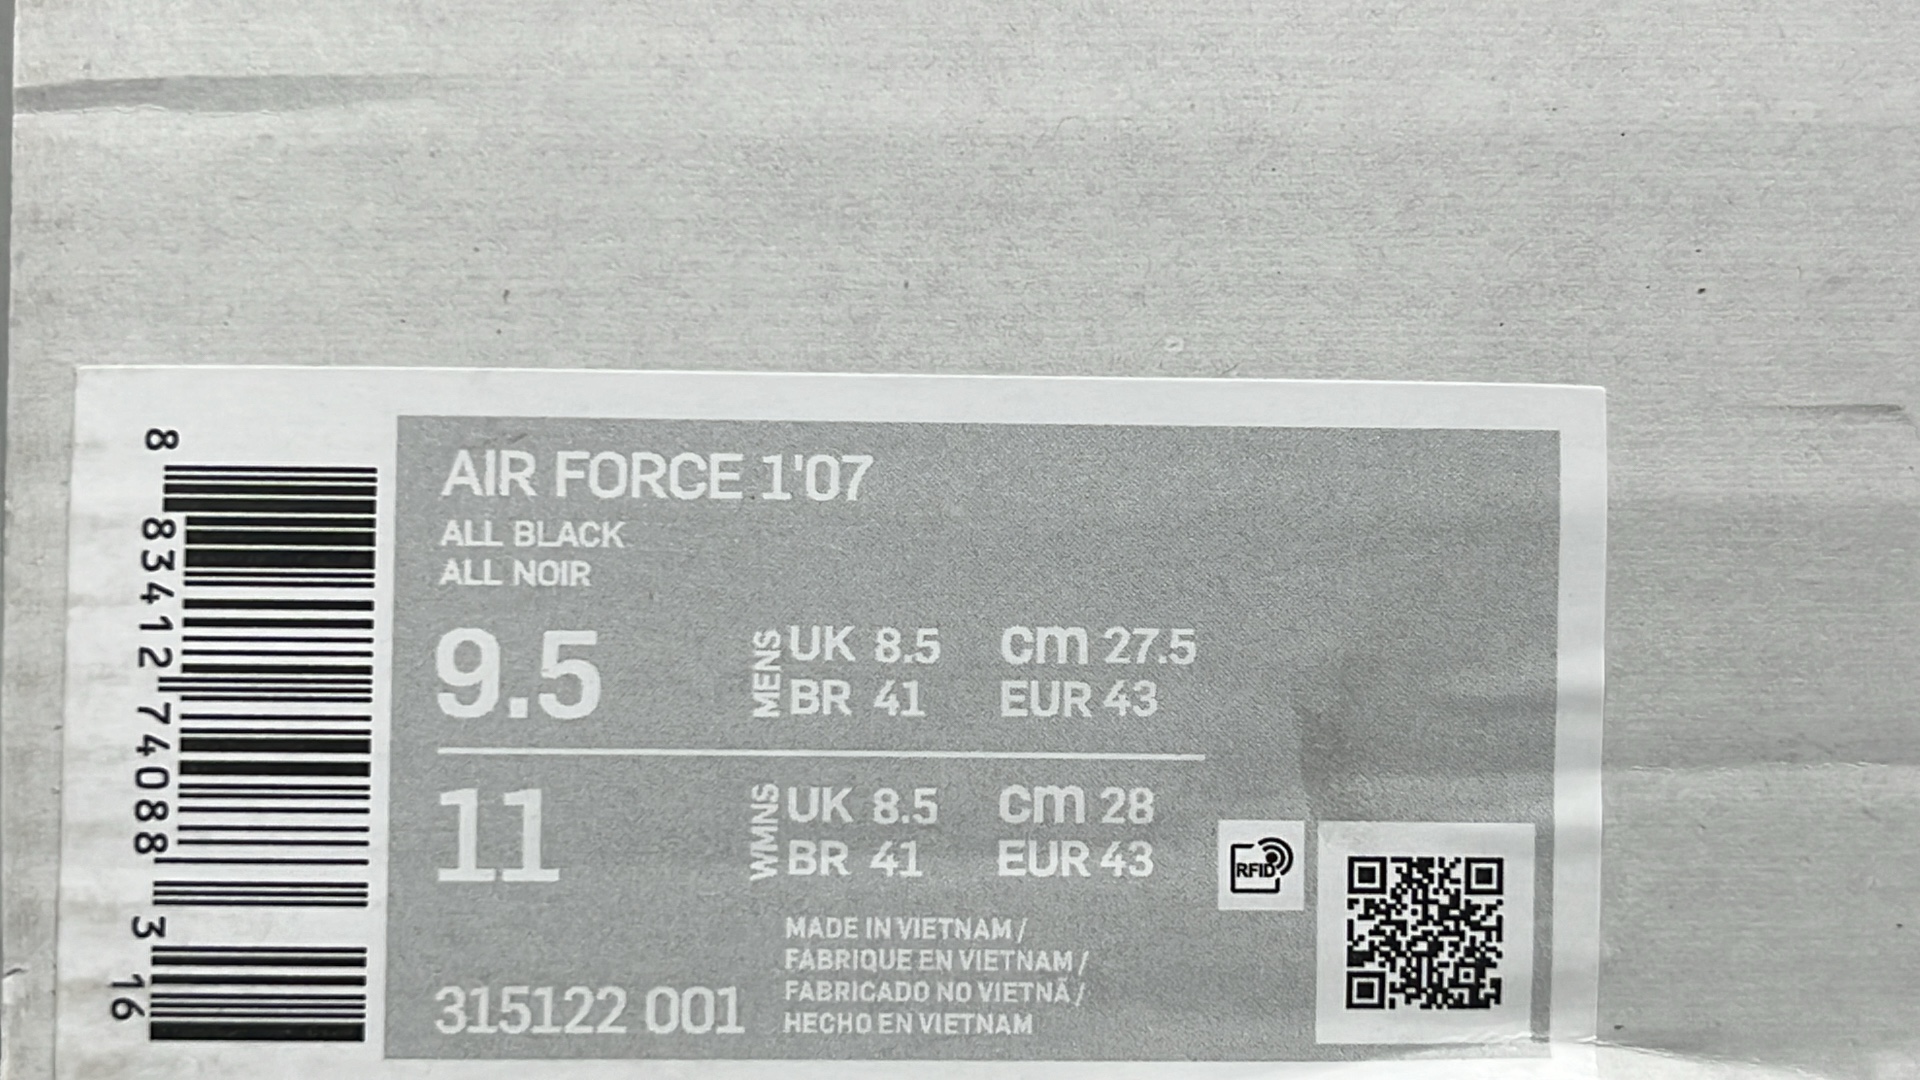 8 83412 74088 3 16
AIR FORCE 1'07
ALL BLACK
ALL NOIR
9.5
MENS
UK 8.5 cm 27.5
BR 41 EUR 43
11
WMNS
UK 8.5 cm 28
BR 41 EUR 43
RFID
MADE IN VIETNAM /
FABRIQUE EN VIETNAM /
FABRICADO NO VIETNÃ /
HECHO EN VIETNAM
315122 001